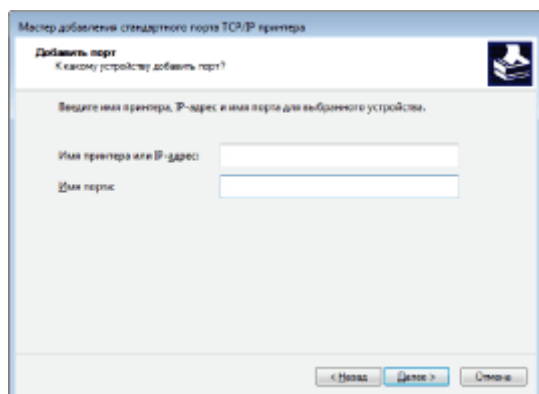 Мастер добавления стандартного порта TCP/IP принтера
Добавить порт
К какому устройству добавить порт?
Введите имя принтера, IP-адрес и имя порта для выбранного устройства.
Имя принтера или IP-адрес:
Имя порта:
< Назад Далее > Отмена